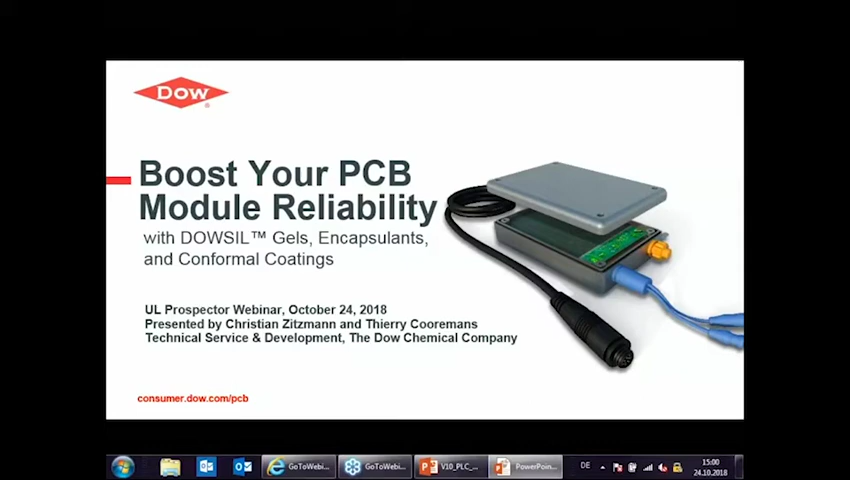 Dow
Boost Your PCB
Module Reliability
with DOWSIL™ Gels, Encapsulants,
and Conformal Coatings
UL Prospector Webinar, October 24, 2018
Presented by Christian Zitzmann and Thierry Cooremans
Technical Service & Development, The Dow Chemical Company
consumer.dow.com/pcb
GoToWebi...
GoToWebi...
V10_PLC_...
PowerPoin...
DE
15:00
24.10.2018